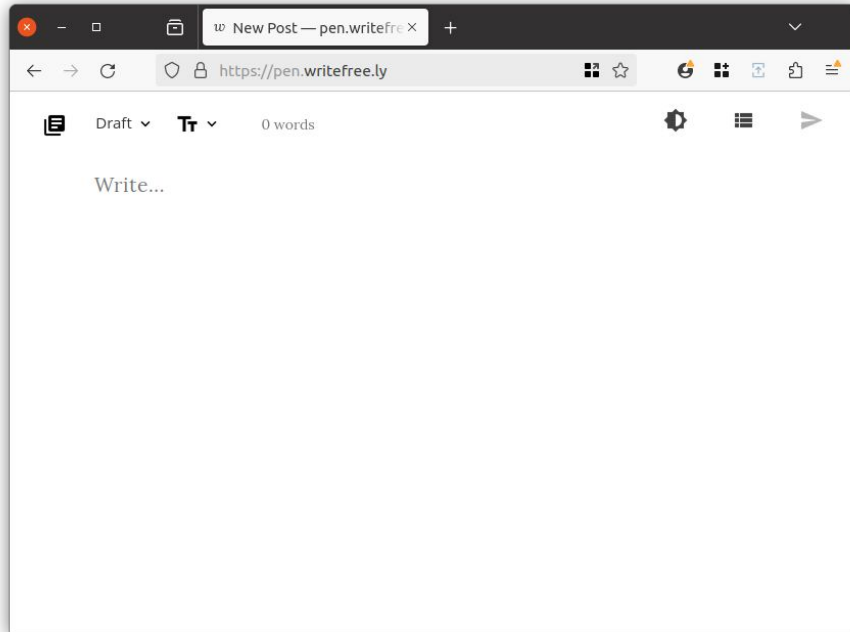 w New Post — pen.writefre
https://pen.writefree.ly
Draft Tт 0 words
Write...